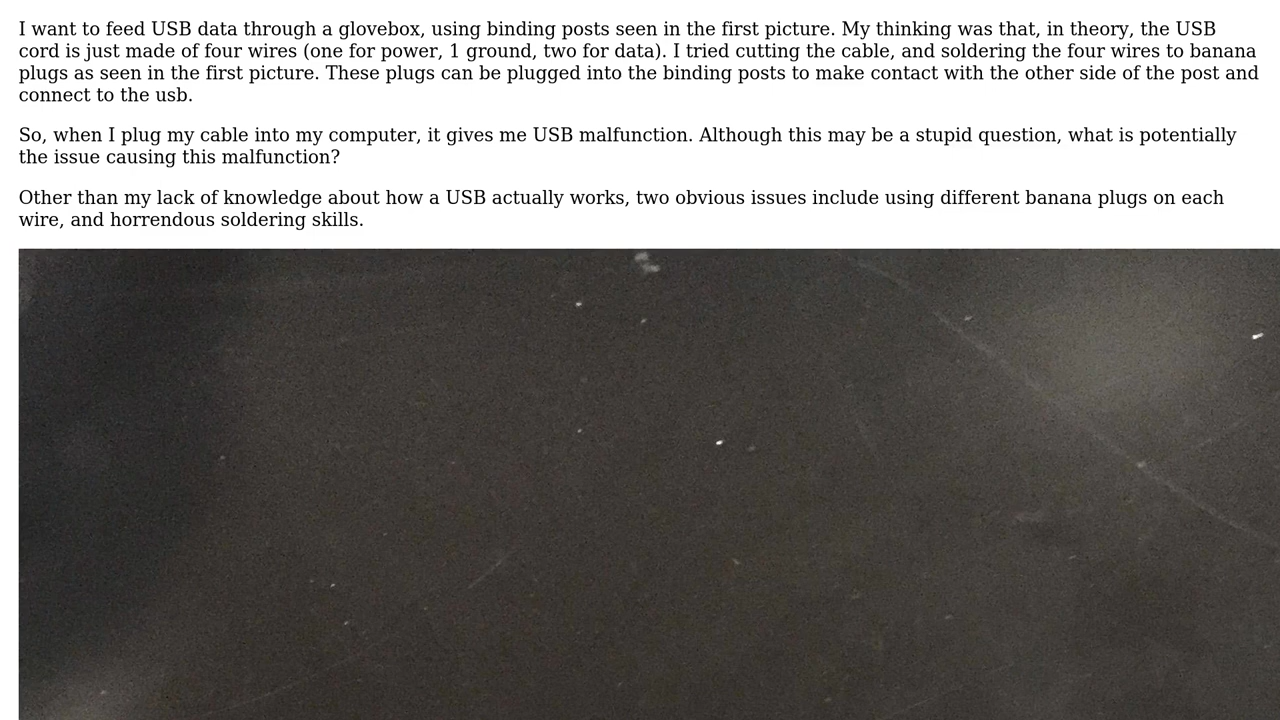 I want to feed USB data through a glovebox, using binding posts seen in the first picture. My thinking was that, in theory, the USB
cord is just made of four wires (one for power, 1 ground, two for data). I tried cutting the cable, and soldering the four wires to banana
plugs as seen in the first picture. These plugs can be plugged into the binding posts to make contact with the other side of the post and
connect to the usb.
So, when I plug my cable into my computer, it gives me USB malfunction. Although this may be a stupid question, what is potentially
the issue causing this malfunction?
Other than my lack of knowledge about how a USB actually works, two obvious issues include using different banana plugs on each
wire, and horrendous soldering skills.